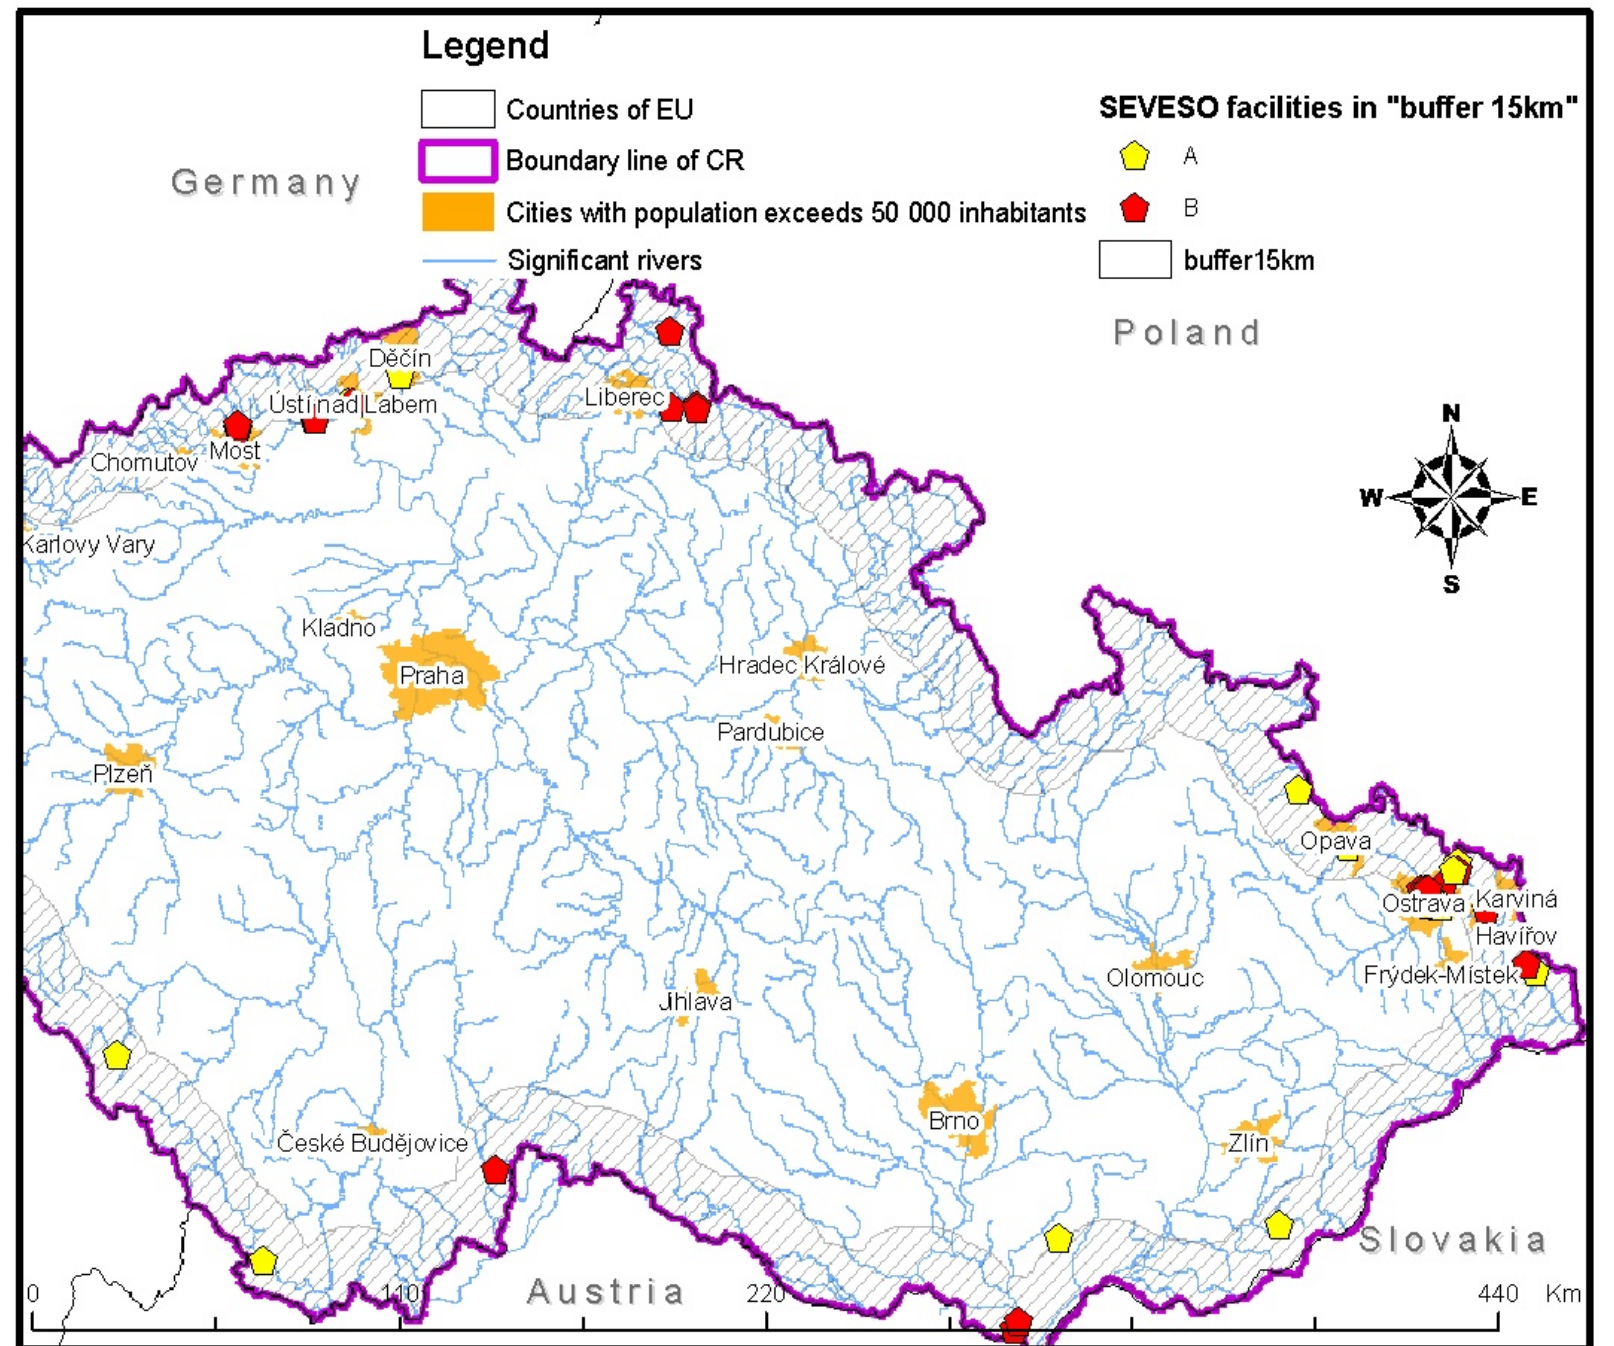 Legend
Countries of EU
Boundary line of CR
Cities with population exceeds 50 000 inhabitants
Significant rivers
SEVESO facilities in "buffer 15km"
A
B
buffer15km
Germany
Poland
Děčín
Ústí nad Labem
Liberec
Most
Chomutov
Karlovy Vary
N
W
E
S
Kladno
Praha
Hradec Králové
Pardubice
Plzeň
Opava
Ostrava
Karviná
Havířov
Frýdek-Místek
Olomouc
Jihlava
Brno
Zlín
České Budějovice
Slovakia
Austria
0
110
220
440 Km